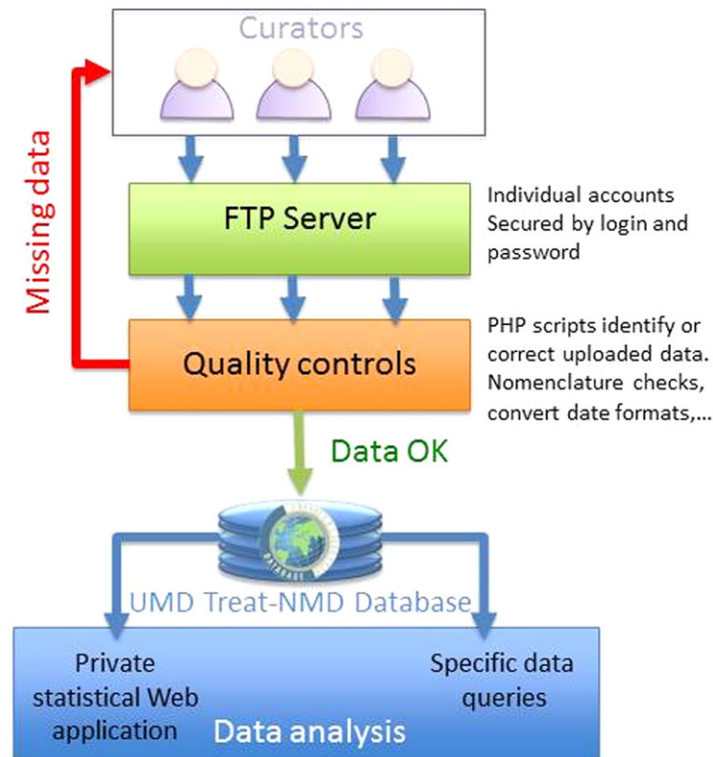 Curators
Missing data
FTP Server
Individual accounts
Secured by login and
password
Quality controls
PHP scripts identify or
correct uploaded data.
Nomenclature checks,
convert date formats,...
Data OK
DATABASE
UMD Treat-NMD Database
Private
statistical Web
application
Specific data
queries
Data analysis